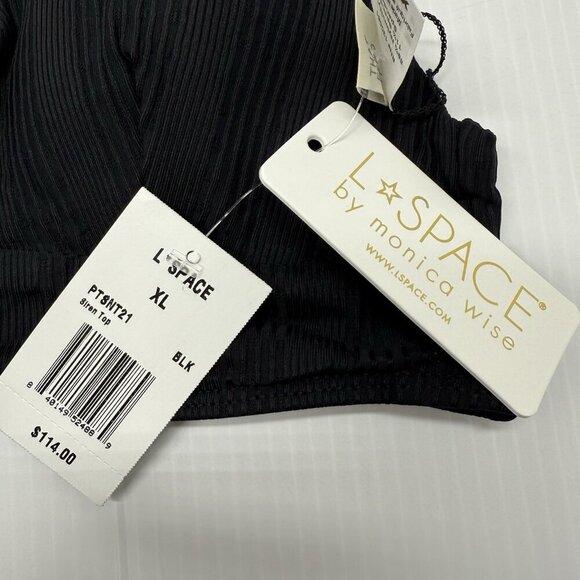 L☆SPACE
XL
PTSNT21
Siren Top
BLK
8 40149 52488 9
$114.00
L☆SPACE®
by monica wise
WWW.LSPACE.COM